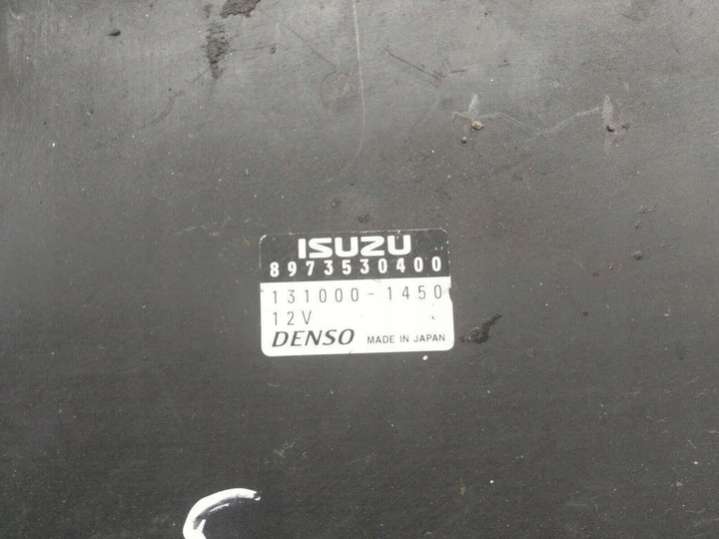 ISUZU
8973530400
131000-1450
12V
DENSO MADE IN JAPAN